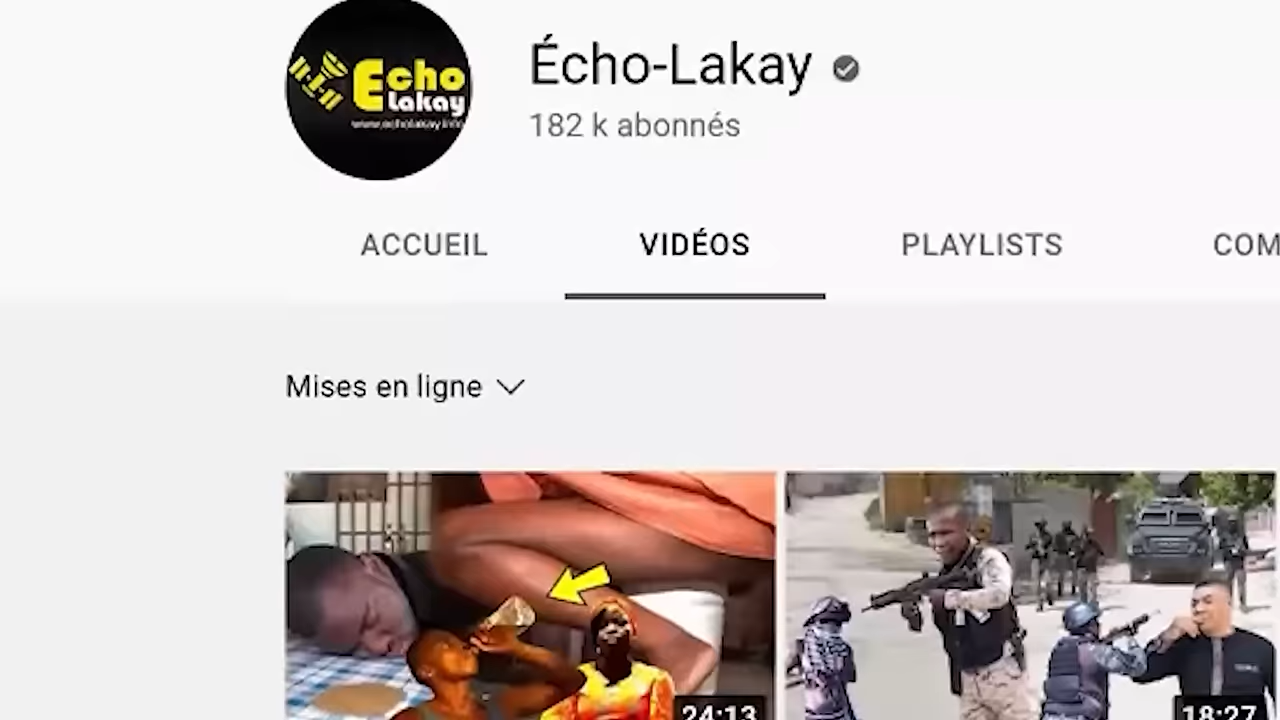 Echo
Lakay
Écho-Lakay
182 k abonnés
ACCUEIL
VIDÉOS
PLAYLISTS
COM
Mises en ligne
24:13
18:27